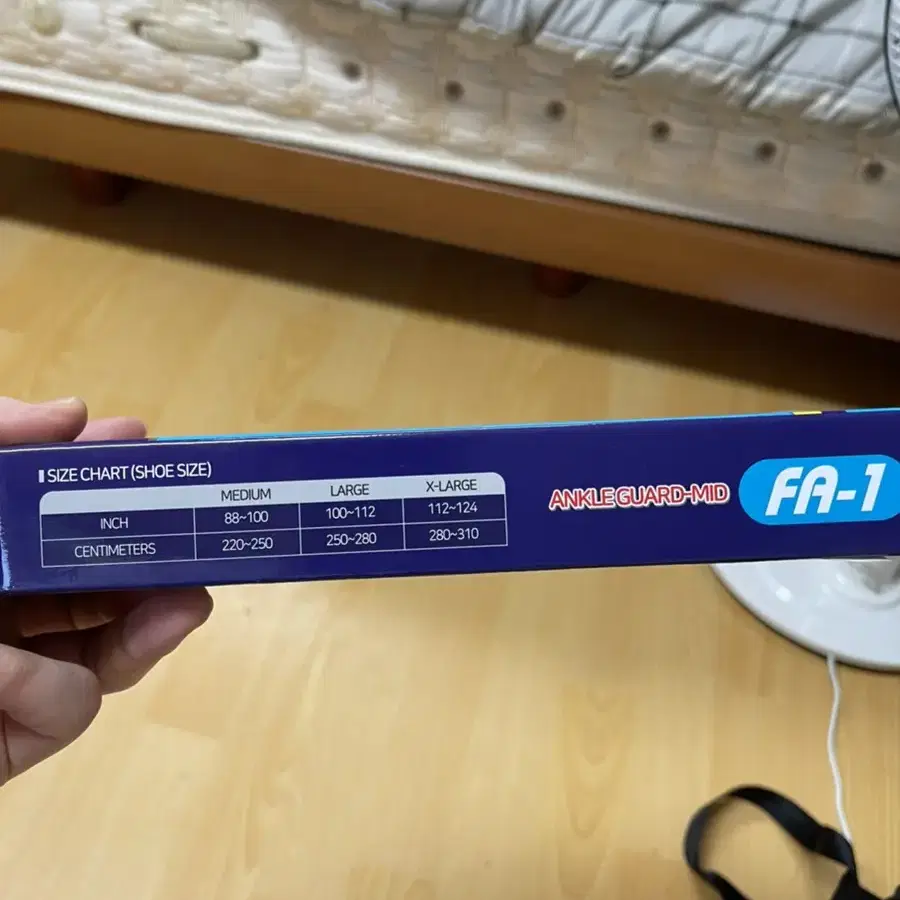 SIZE CHART (SHOE SIZE)
MEDIUM LARGE X-LARGE
INCH 88~100 100~112 112~124
CENTIMETERS 220~250 250~280 280~310
ANKLE GUARD-MID FA-1